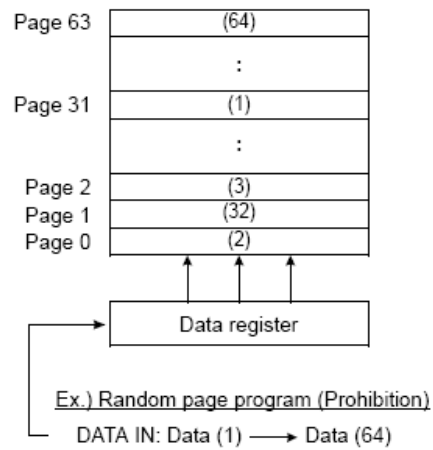 Page 63 (64)
:
Page 31 (1)
:
Page 2 (3)
Page 1 (32)
Page 0 (2)
Data register
Ex.) Random page program (Prohibition)
DATA IN: Data (1) → Data (64)